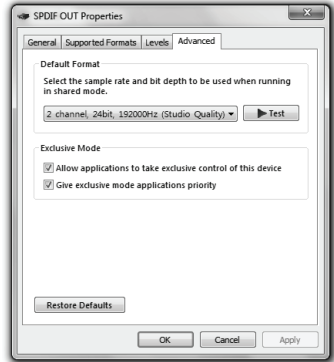 SPDIF OUT Properties
General Supported Formats Levels Advanced
Default Format
Select the sample rate and bit depth to be used when running
in shared mode.
2 channel, 24bit, 192000Hz (Studio Quality) Test
Exclusive Mode
Allow applications to take exclusive control of this device
Give exclusive mode applications priority
Restore Defaults
OK Cancel Apply